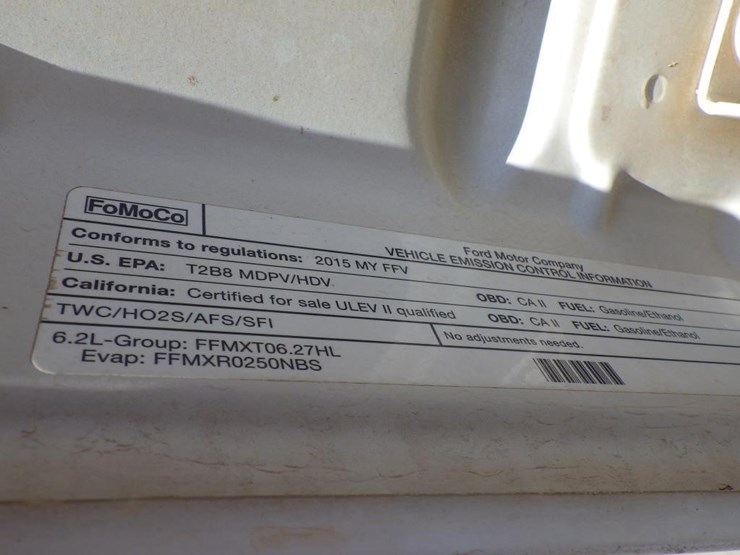 FoMoCo
Ford Motor Company
VEHICLE EMISSION CONTROL INFORMATION
Conforms to regulations: 2015 MY FFV
U.S. EPA: T2B8 MDPV/HDV OBD: CA II FUEL: Gasoline/Ethanol
California: Certified for sale ULEV II qualified OBD: CA II FUEL: Gasoline/Ethanol
TWC/HO2S/AFS/SFI No adjustments needed.
6.2L-Group: FFMXT06.27HL
Evap: FFMXR0250NBS